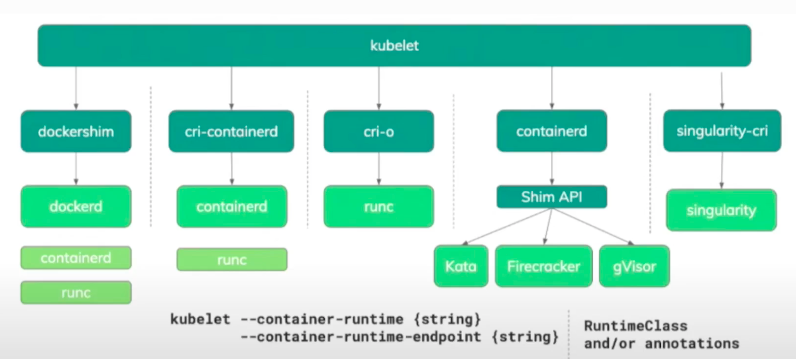 kubelet
dockershim
cri-containerd
cri-o
containerd
singularity-cri
dockerd
containerd
runc
Shim API
singularity
containerd
runc
runc
Kata
Firecracker
gVisor
kubelet --container-runtime {string}
--container-runtime-endpoint {string}
RuntimeClass
and/or annotations